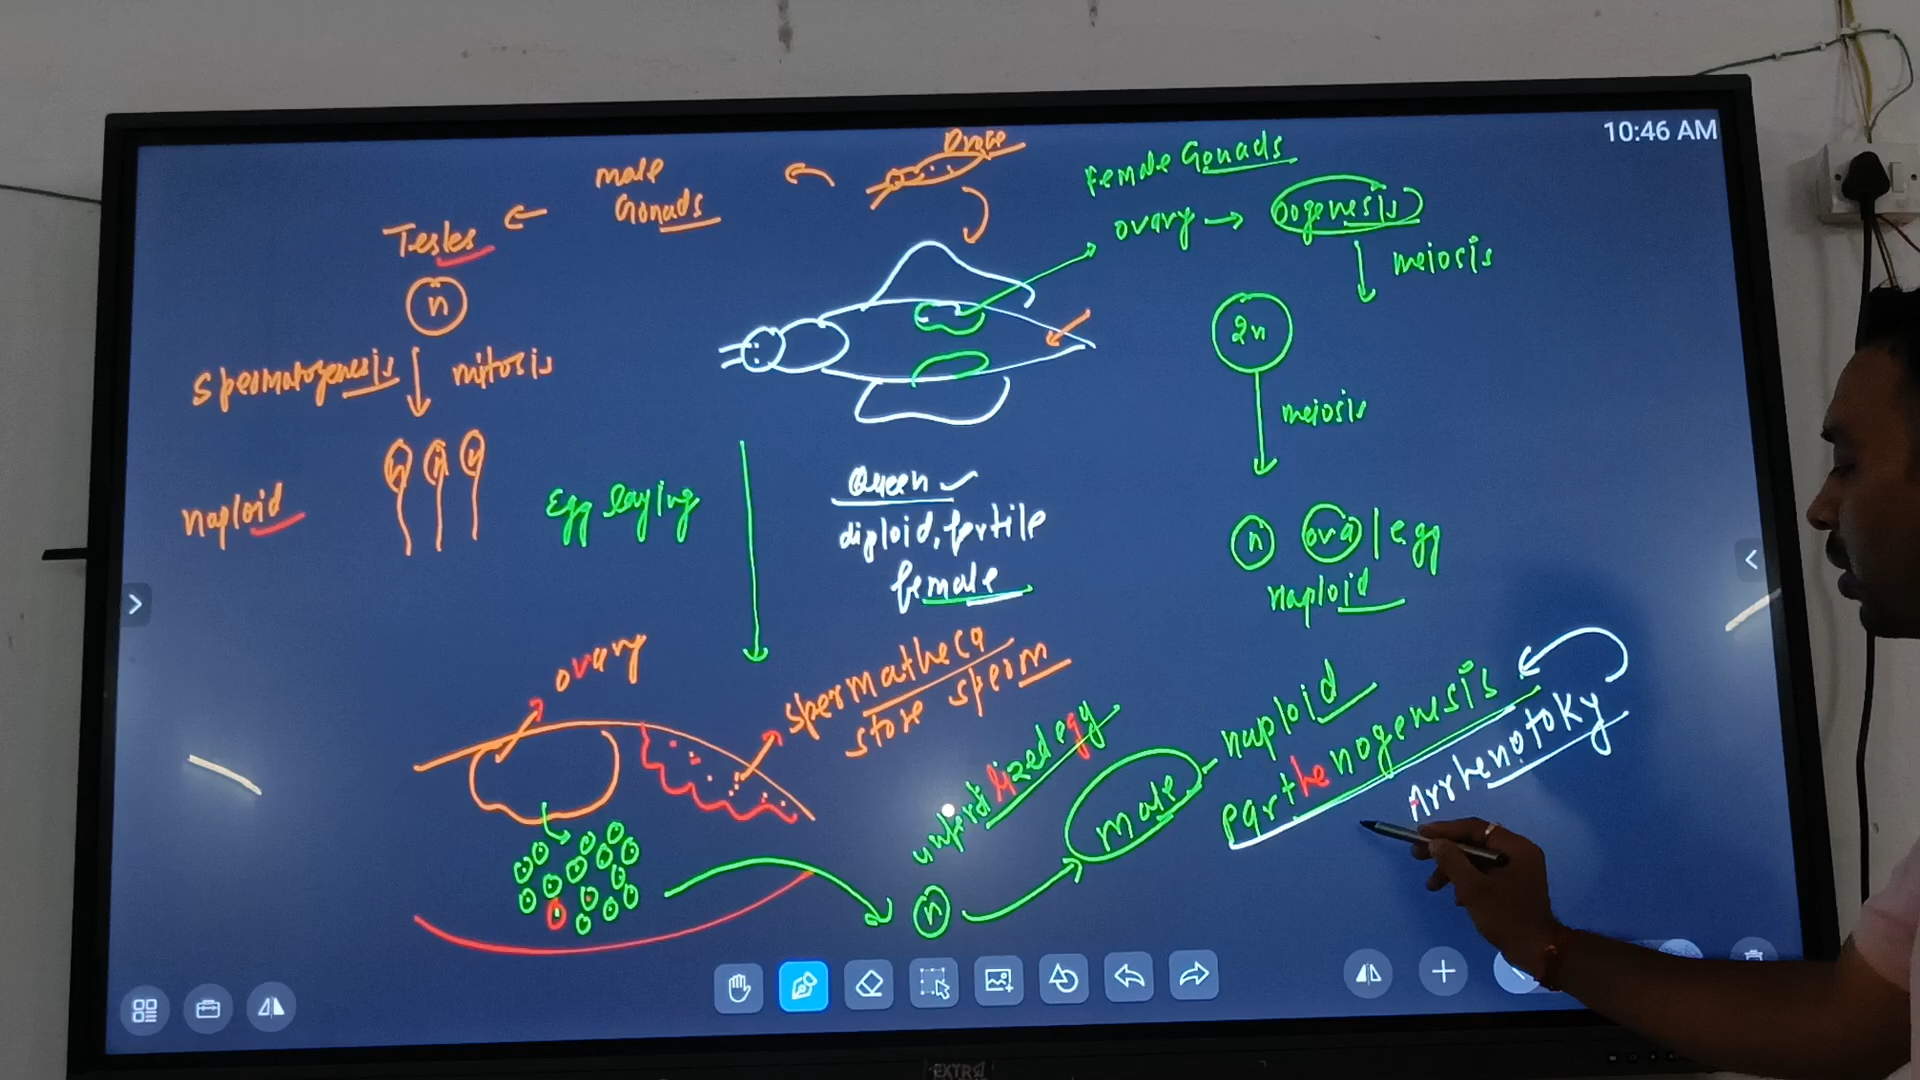 10:46 AM
Drone
male
Gonads
Testes
n
Spermatogenesis
mitosis
n n n
haploid
Female Gonads
ovary → oogenesis
meiosis
2n
meiosis
n ova | egg
haploid
Egg laying
Queen ✓
diploid, fertile
female
ovary
spermatheca
store sperm
unfertilized egg
n
male - haploid
parthenogenesis
Arrhenotoky
EXTRA